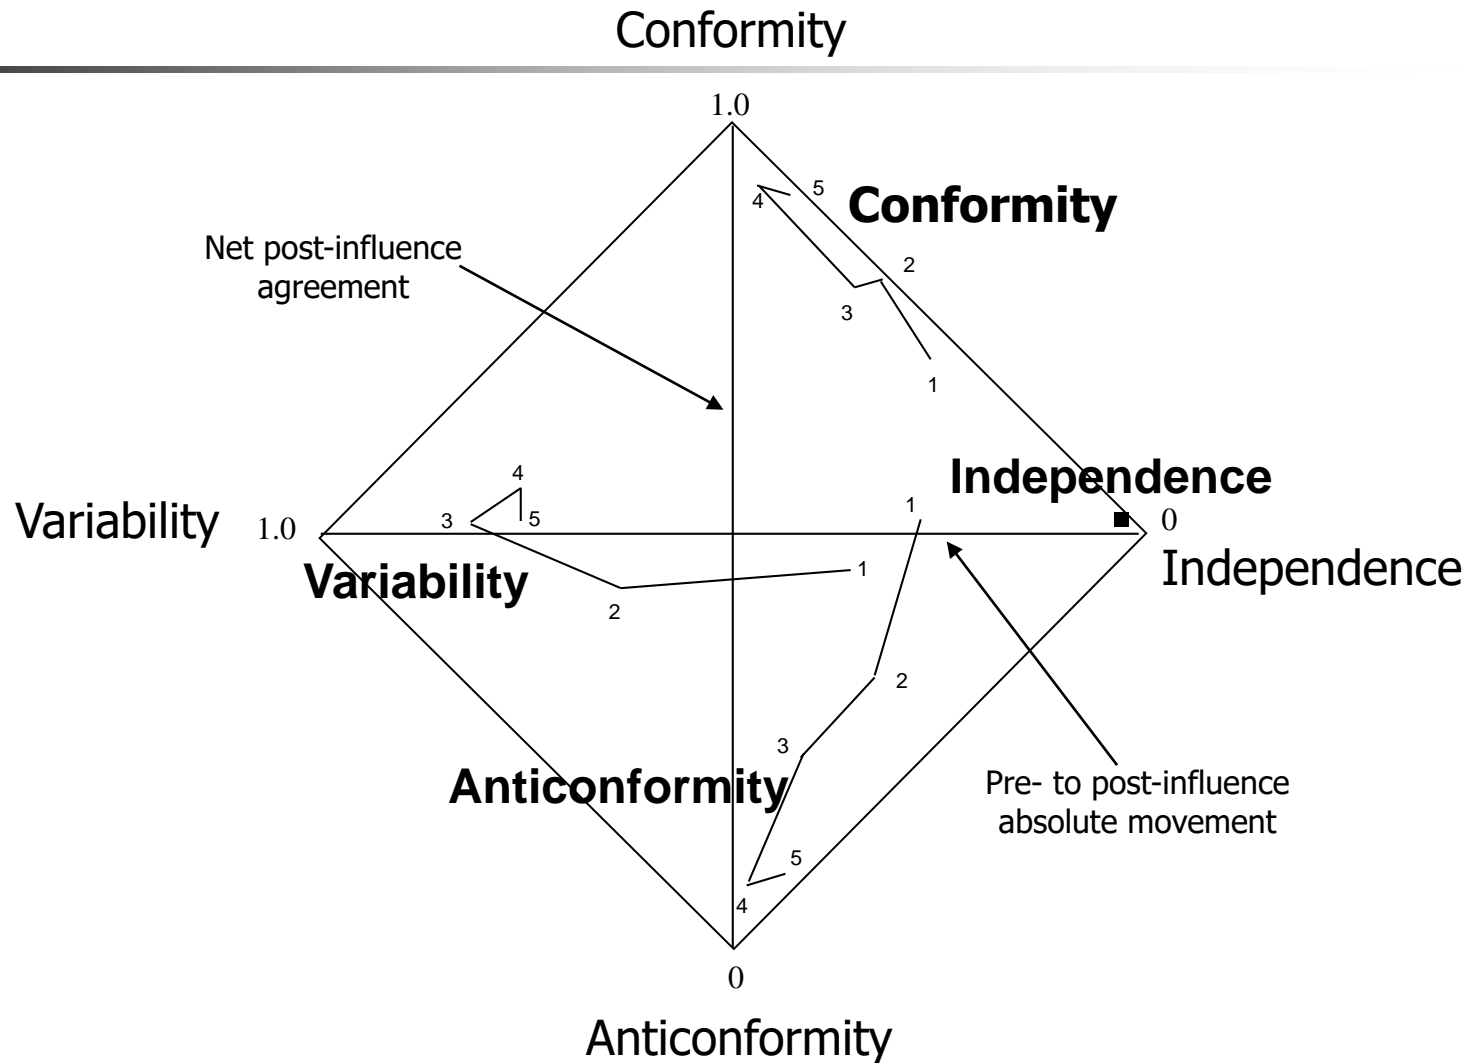 Conformity
1.0
5
4
Conformity
Net post-influence
agreement
2
3
1
Independence
4
1
3
5
0
Variability
1.0
Independence
1
Variability
2
2
3
Anticonformity
Pre- to post-influence
absolute movement
5
4
0
Anticonformity